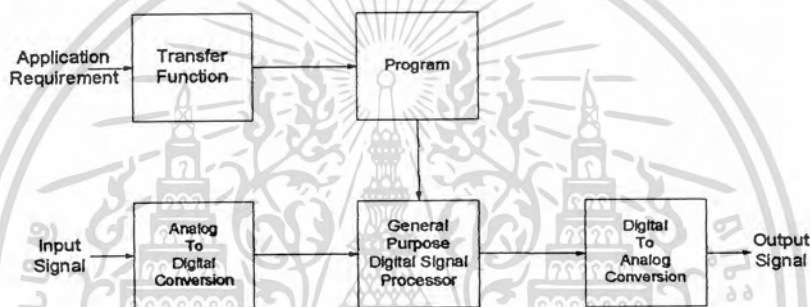 Application
Requirement
Transfer
Function
Program
Input
Signal
Analog
To
Digital
Conversion
General
Purpose
Digital Signal
Processor
Digital
To
Analog
Conversion
Output
Signal